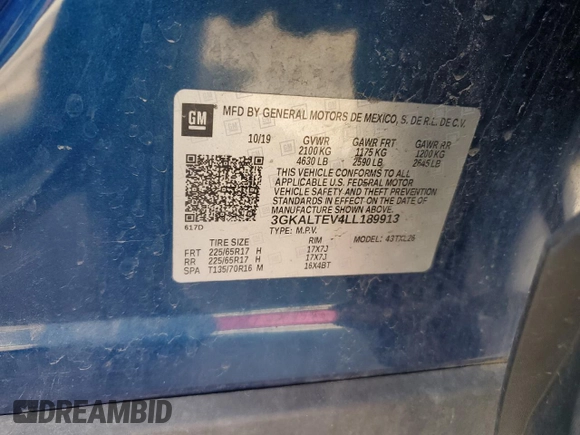 GM
MFD BY GENERAL MOTORS DE MEXICO, S. DE R.L. DE C.V.
10/19 GVWR GAWR FRT GAWR RR
2100 KG 1175 KG 1200 KG
4630 LB 2590 LB 2645 LB
THIS VEHICLE CONFORMS TO ALL
APPLICABLE U.S. FEDERAL MOTOR
VEHICLE SAFETY AND THEFT PREVENTION
STANDARDS IN EFFECT ON THE DATE OF
MANUFACTURE SHOWN ABOVE.
3GKALTEV4LL189913
617D
TYPE: M.P.V. MODEL: 43TXL26
TIRE SIZE RIM
FRT 225/65R17 H 17X7J
RR 225/65R17 H 17X7J
SPA T135/70R16 M 16X4BT
DREAMBID